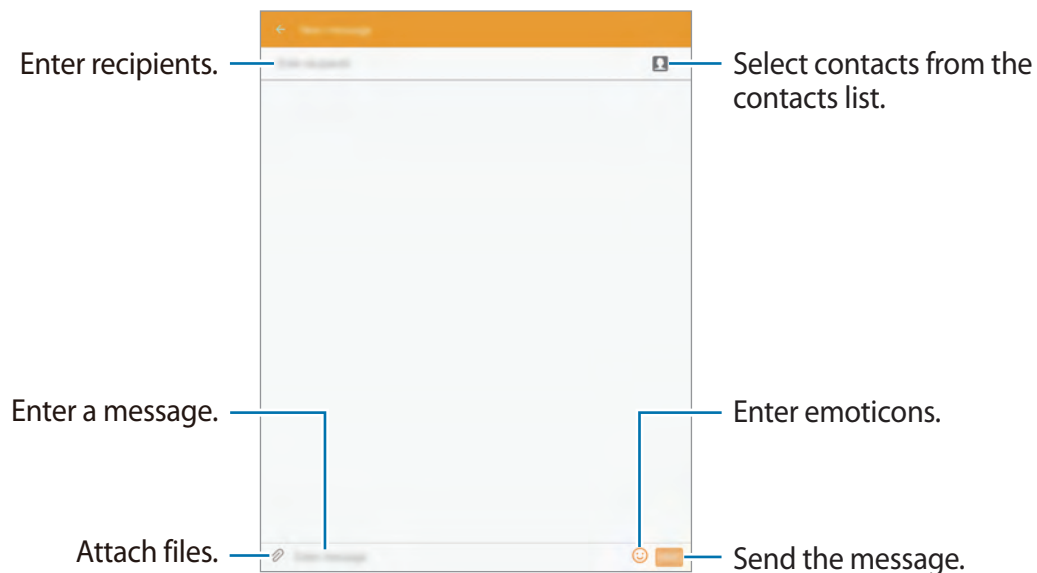 Enter recipients.
Select contacts from the
contacts list.
Enter a message.
Enter emoticons.
Attach files.
Send the message.